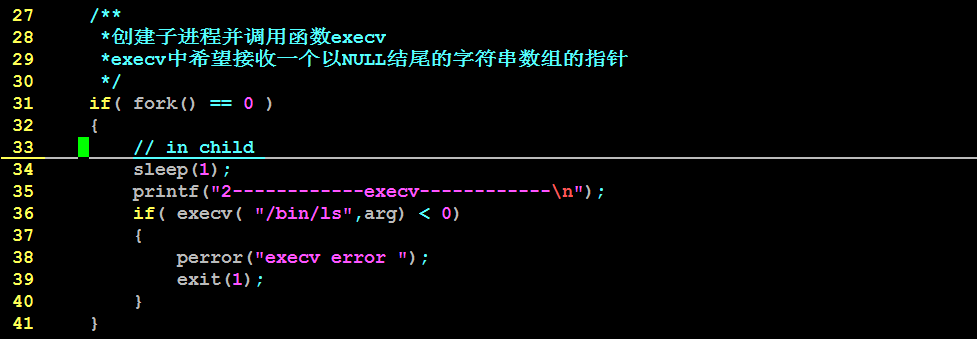 27 /**
28 *创建子进程并调用函数execv
29 *execv中希望接收一个以NULL结尾的字符串数组的指针
30 */
31 if( fork() == 0 )
32 {
33 // in child
34 sleep(1);
35 printf("2------------execv------------\n");
36 if( execv( "/bin/ls",arg) < 0)
37 {
38 perror("execv error ");
39 exit(1);
40 }
41 }